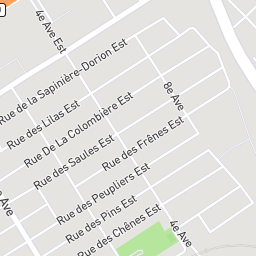 4e Ave Est
Rue de la Sapinière-Dorion Est
8e Ave
Rue des Lilas Est
Rue De La Colombière Est
Rue des Saules Est
Rue des Frênes Est
Rue des Peupliers Est
Rue des Pins Est
Rue des Chênes Est
4e Ave
e Ave